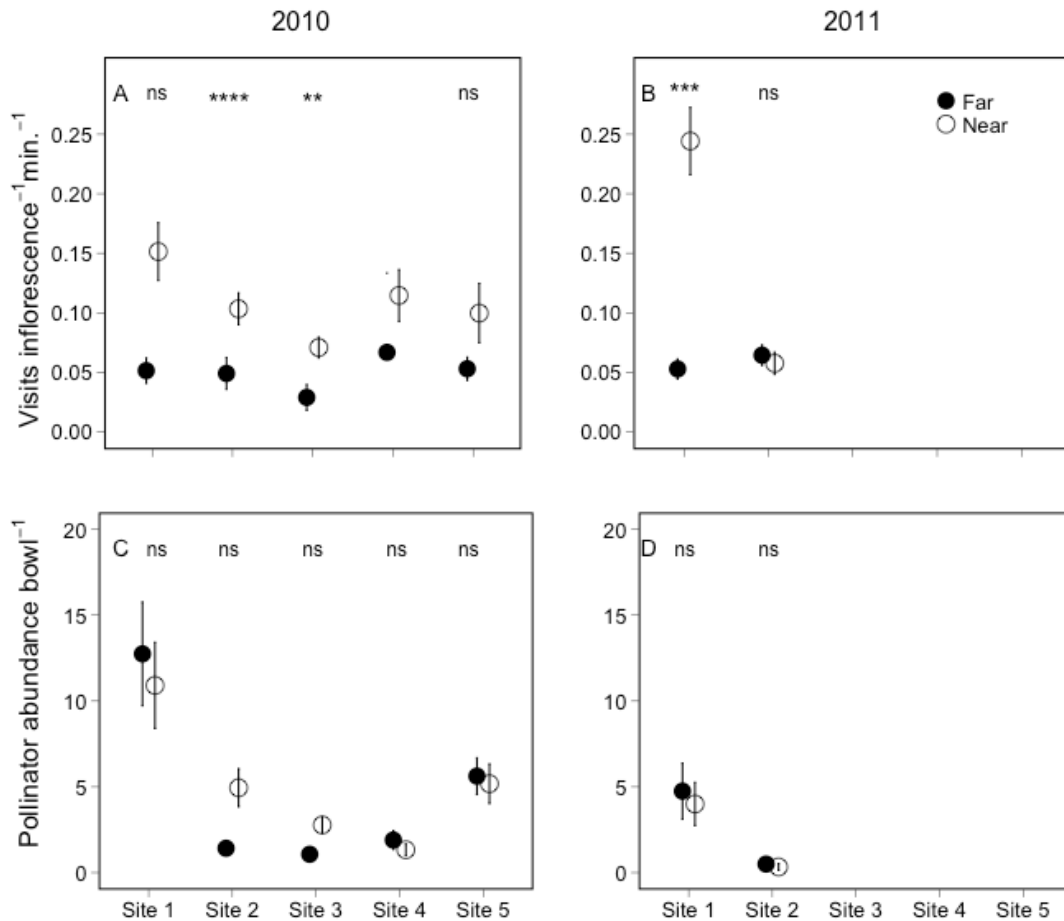 2010 2011
A ns **** ** ns
B *** ns
Far
Near
Visits inflorescence⁻¹min.⁻¹
0.25
0.20
0.15
0.10
0.05
0.00
0.25
0.20
0.15
0.10
0.05
0.00
C ns ns ns ns ns
D ns ns
Pollinator abundance bowl⁻¹
20
15
10
5
0
20
15
10
5
0
Site 1 Site 2 Site 3 Site 4 Site 5
Site 1 Site 2 Site 3 Site 4 Site 5